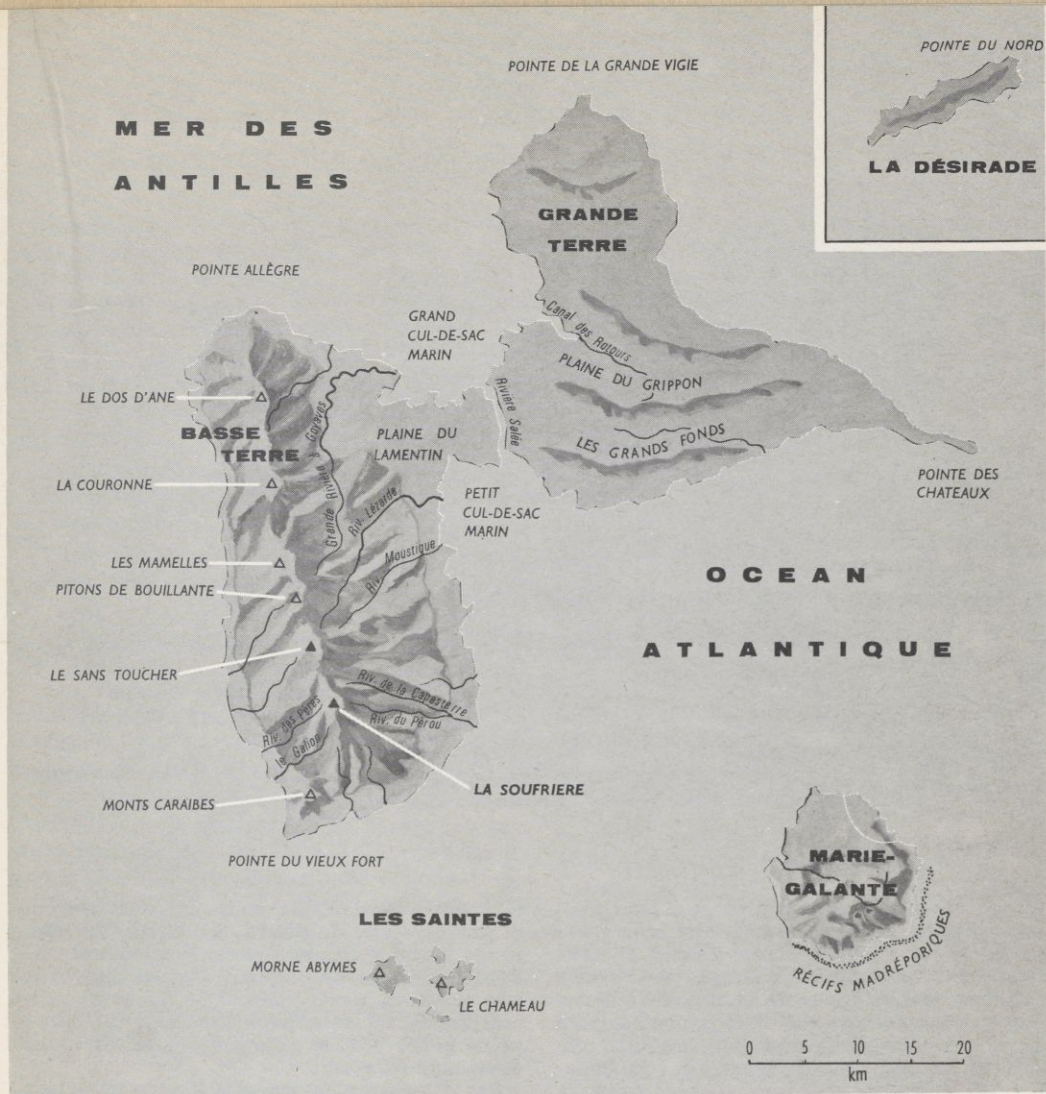 POINTE DE LA GRANDE VIGIE
POINTE DU NORD
LA DÉSIRADE
MER DES
ANTILLES
GRANDE
TERRE
POINTE ALLÈGRE
GRAND
CUL-DE-SAC
MARIN
Canal des Rotours
PLAINE DU GRIPPON
Rivière Salée
LES GRANDS FONDS
POINTE DES
CHATEAUX
LE DOS D'ANE
BASSE
TERRE
Grande Rivière à Goyaves
PLAINE DU
LAMENTIN
LA COURONNE
Riv. Lézarde
PETIT
CUL-DE-SAC
MARIN
Riv. Moustique
LES MAMELLES
PITONS DE BOUILLANTE
OCEAN
ATLANTIQUE
LE SANS TOUCHER
Riv. de la Capesterre
Riv. du Pérou
Riv. des Pères
le Galion
LA SOUFRIERE
MONTS CARAIBES
POINTE DU VIEUX FORT
MARIE-
GALANTE
RÉCIFS MADRÉPORIQUES
LES SAINTES
MORNE ABYMES
LE CHAMEAU
0 5 10 15 20
km